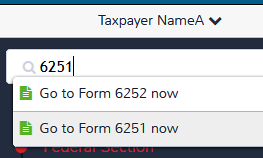 Taxpayer NameA
6251
Go to Form 6252 now
Go to Form 6251 now
Federal Section